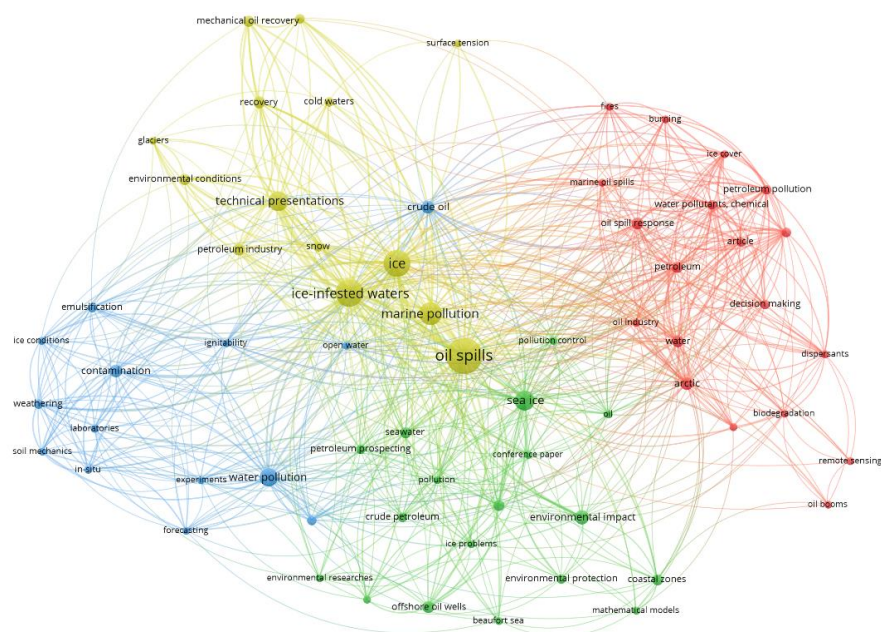 mechanical oil recovery
surface tension
recovery
cold waters
fires
burning
glaciers
ice cover
environmental conditions
marine oil spills
petroleum pollution
technical presentations
crude oil
water pollutants, chemical
oil spill response
petroleum industry
snow
article
ice
petroleum
ice-infested waters
emulsification
marine pollution
decision making
oil industry
ice conditions
ignitability
open water
pollution control
water
oil spills
dispersants
contamination
arctic
weathering
sea ice
oil
biodegradation
laboratories
seawater
soil mechanics
petroleum prospecting
conference paper
remote sensing
in-situ
experiments
water pollution
pollution
oil booms
crude petroleum
environmental impact
forecasting
ice problems
environmental researches
environmental protection
coastal zones
offshore oil wells
mathematical models
beaufort sea